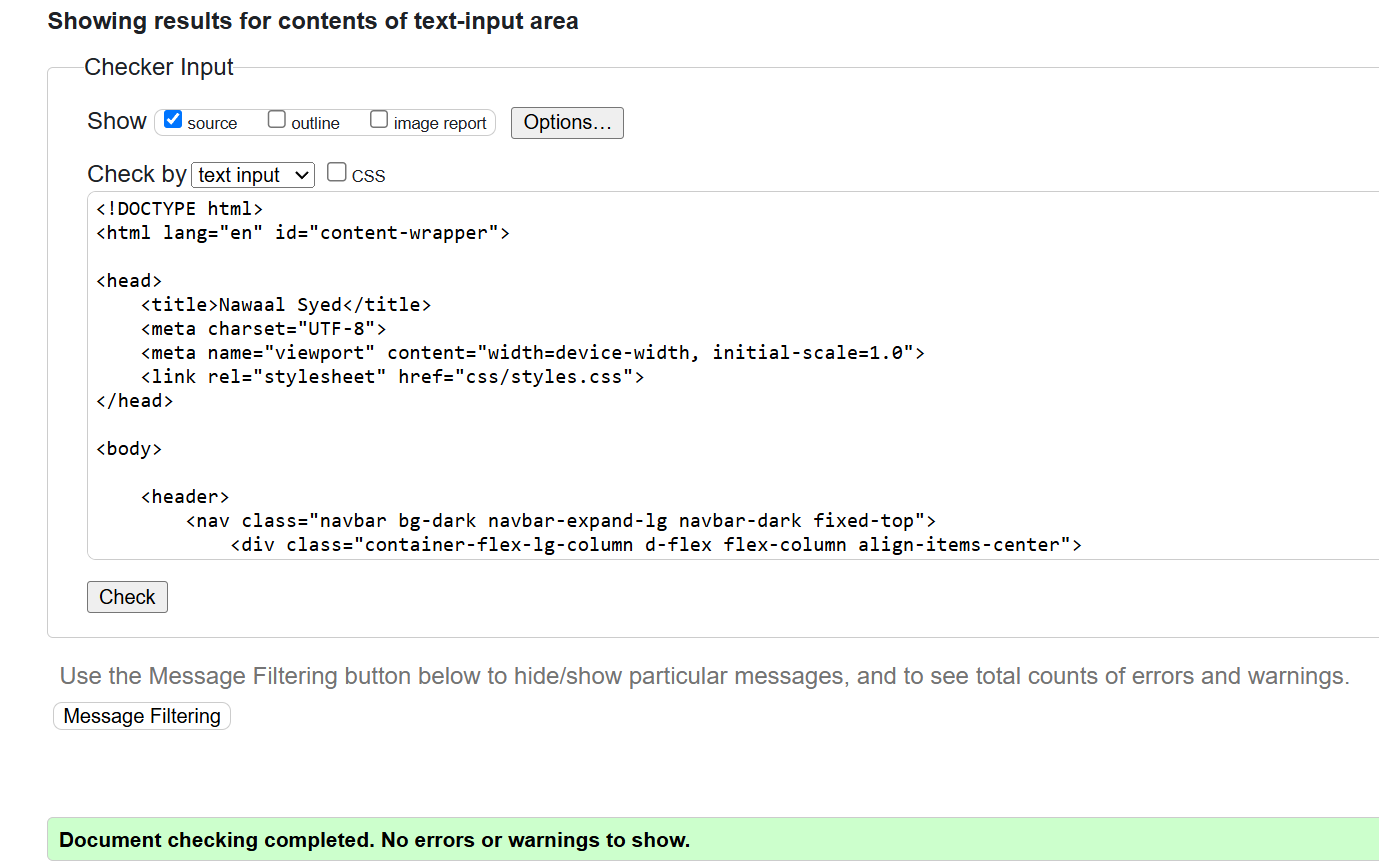 Showing results for contents of text-input area
Checker Input
Show source outline image report Options...
Check by text input CSS
<!DOCTYPE html>
<html lang="en" id="content-wrapper">
<head>
<title>Nawaal Syed</title>
<meta charset="UTF-8">
<meta name="viewport" content="width=device-width, initial-scale=1.0">
<link rel="stylesheet" href="css/styles.css">
</head>
<body>
<header>
<nav class="navbar bg-dark navbar-expand-lg navbar-dark fixed-top">
<div class="container-flex-lg-column d-flex flex-column align-items-center">
Check
Use the Message Filtering button below to hide/show particular messages, and to see total counts of errors and warnings.
Message Filtering
Document checking completed. No errors or warnings to show.